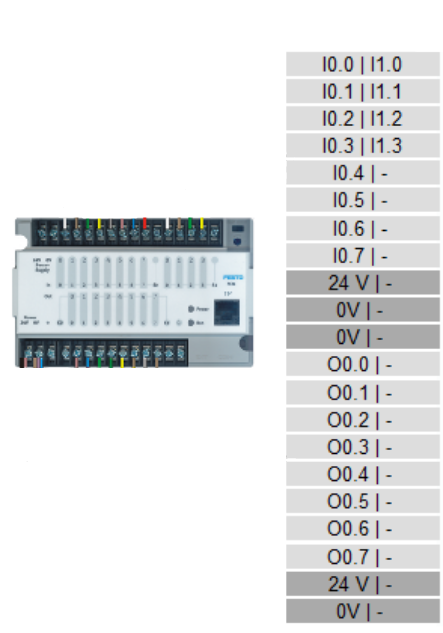 I0.0 | I1.0
I0.1 | I1.1
I0.2 | I1.2
I0.3 | I1.3
I0.4 | -
I0.5 | -
I0.6 | -
I0.7 | -
24 V | -
0V | -
0V | -
O0.0 | -
O0.1 | -
O0.2 | -
O0.3 | -
O0.4 | -
O0.5 | -
O0.6 | -
O0.7 | -
24 V | -
0V | -
FESTO
Power